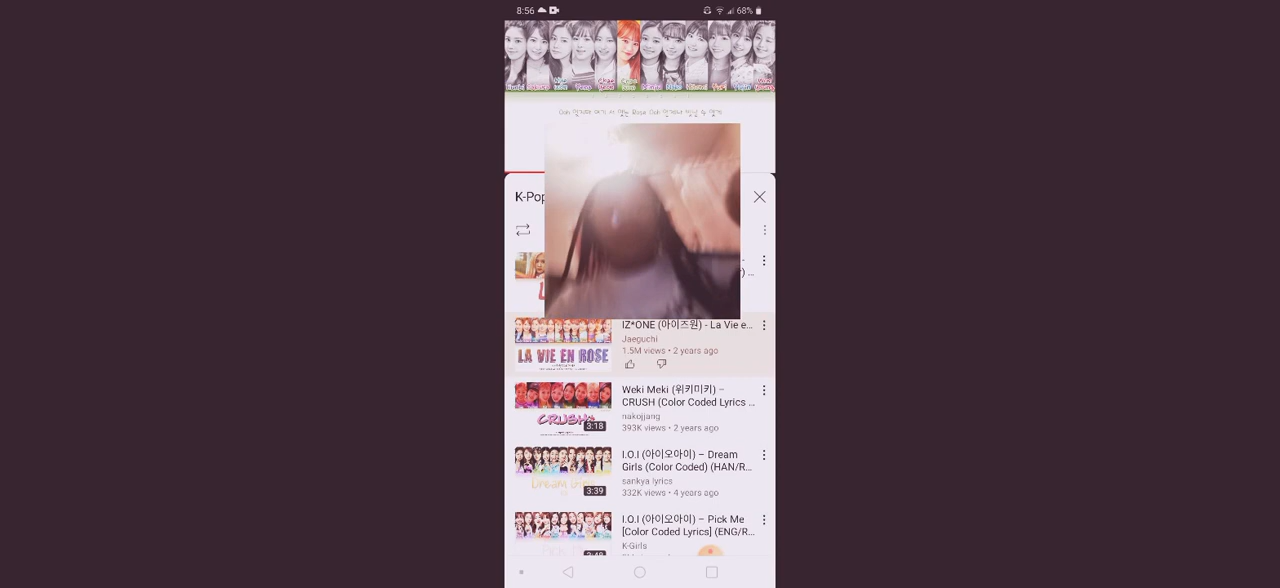 8:56
68%
K-Pop
IZ*ONE (아이즈원) - La Vie e...
Jaeguchi
1.5M views • 2 years ago
LA VIE EN ROSE
Weki Meki (위키미키) –
CRUSH (Color Coded Lyrics ...
nakojjang
393K views • 2 years ago
CRUSH
3:18
I.O.I (아이오아이) – Dream
Girls (Color Coded) (HAN/R...
sankya lyrics
332K views • 4 years ago
Dream Girls
3:39
I.O.I (아이오아이) – Pick Me
[Color Coded Lyrics] (ENG/R...
K-Girls